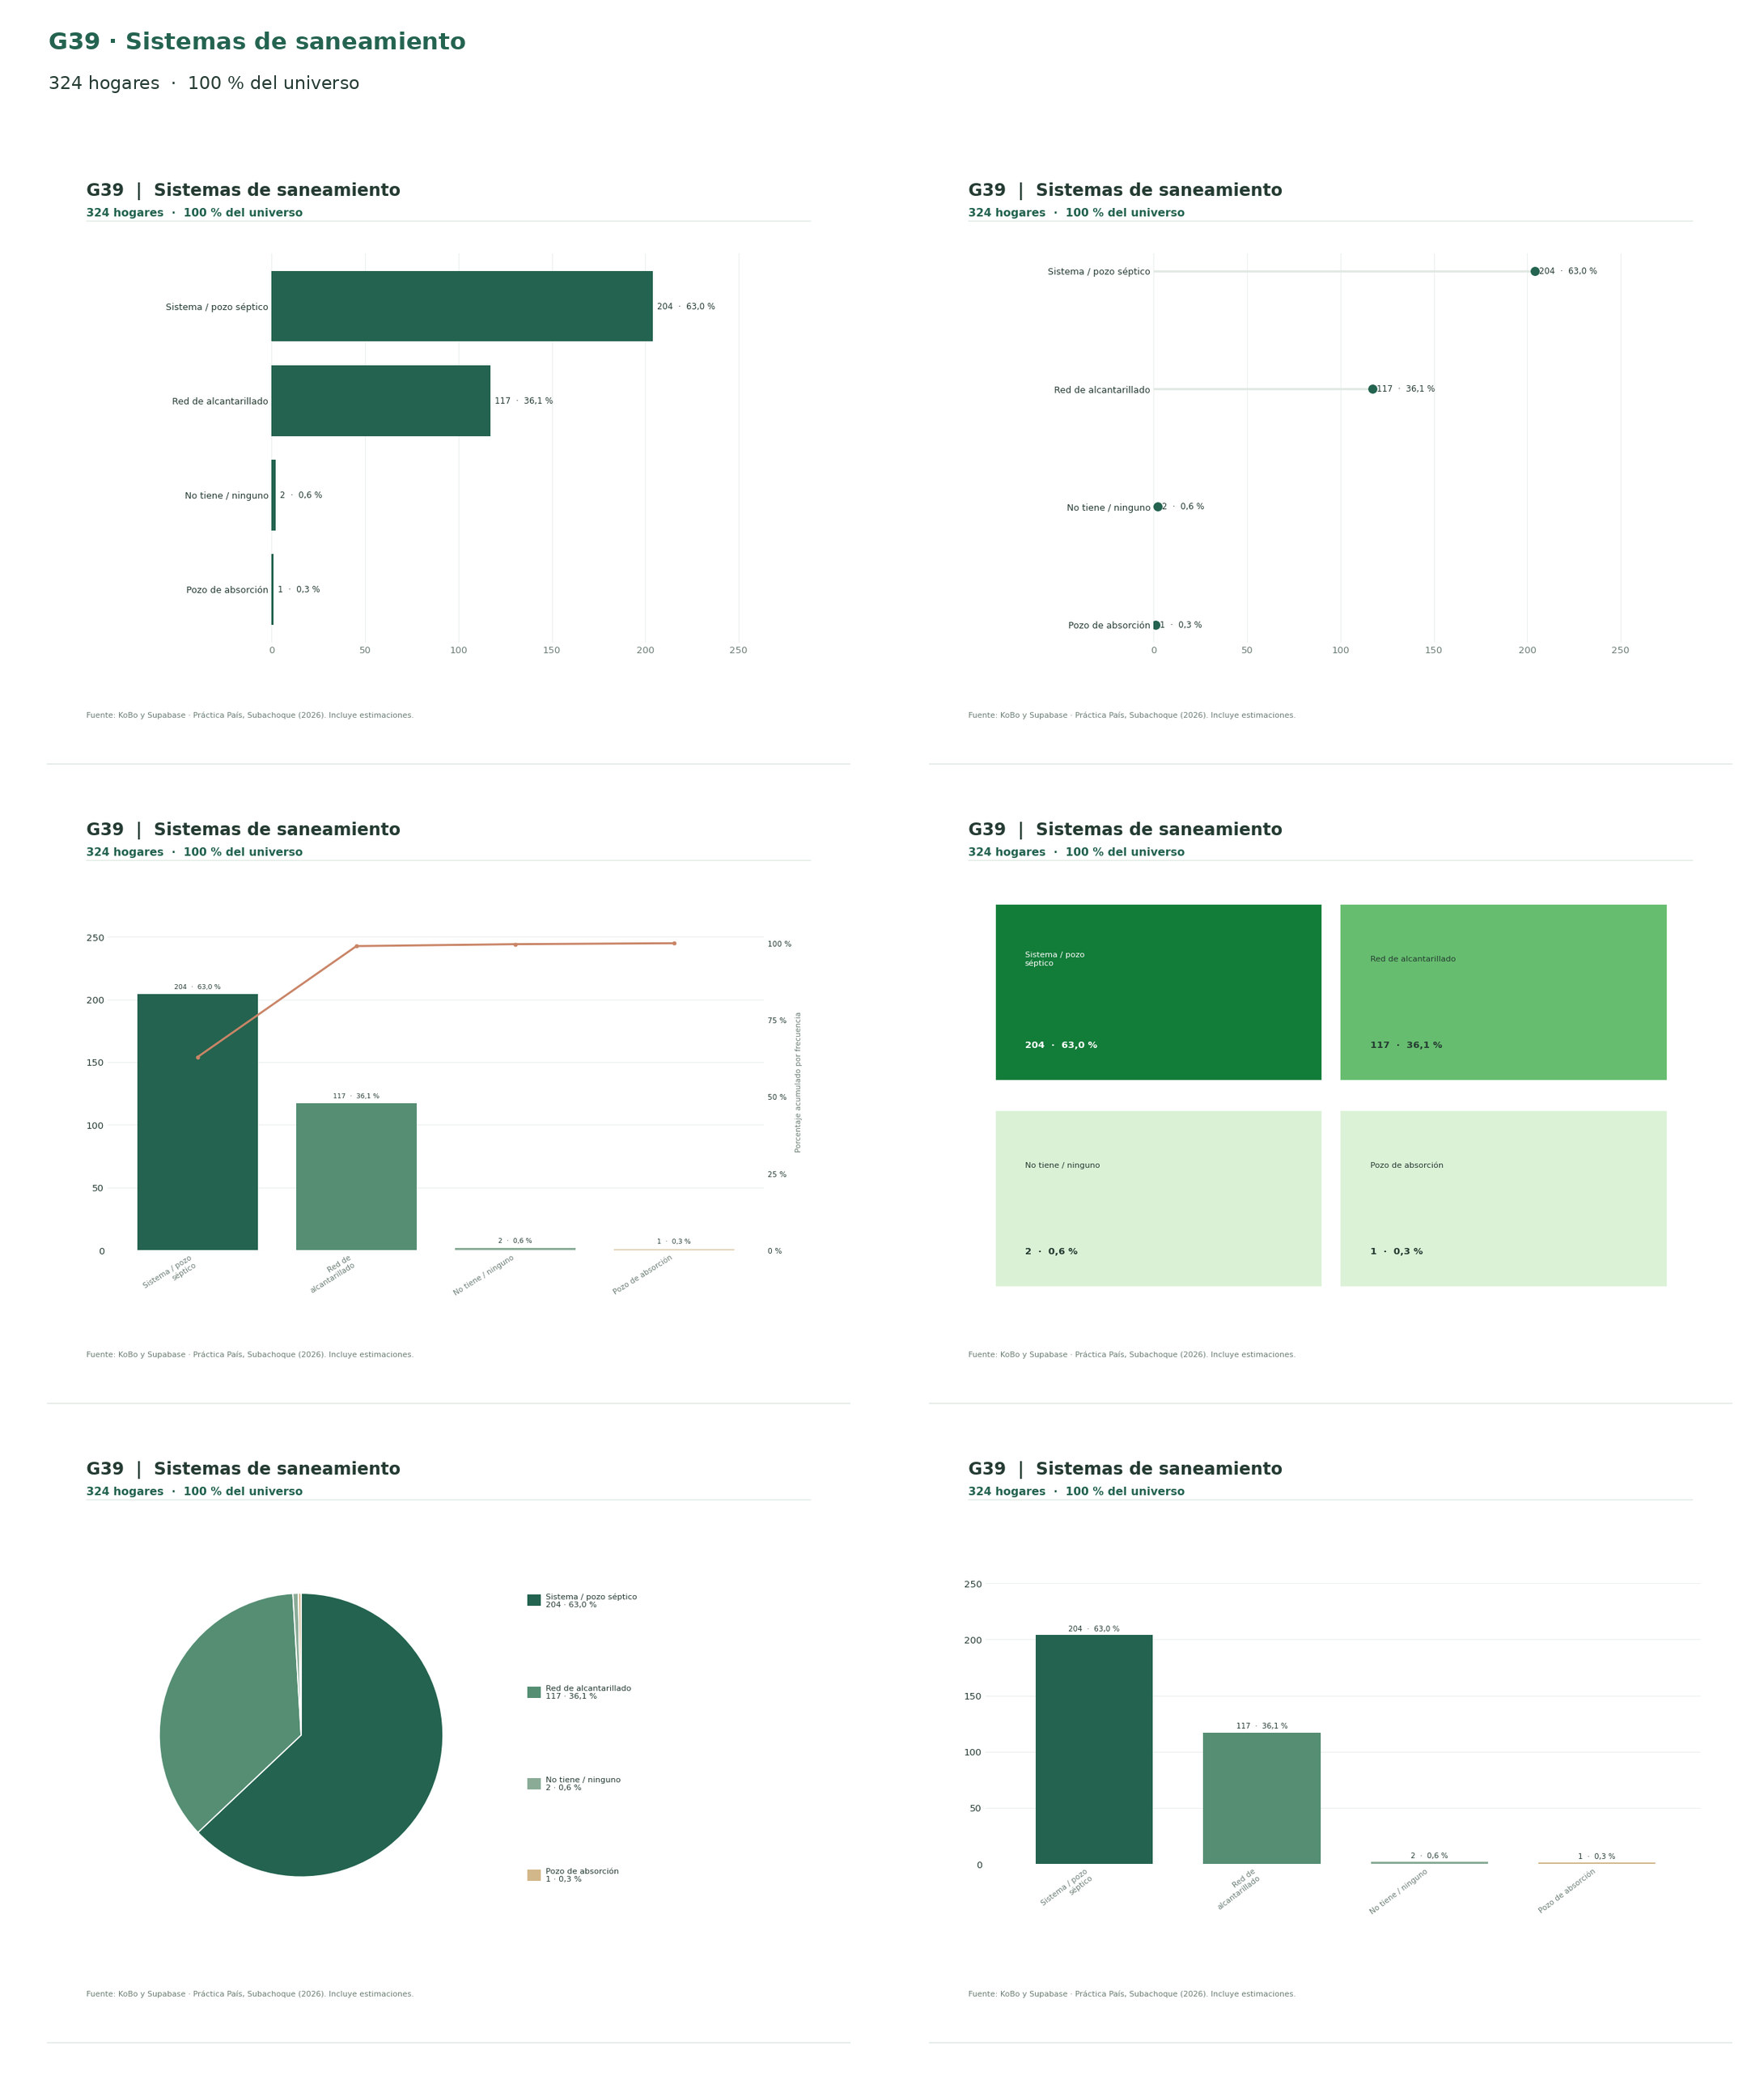 G39 · Sistemas de saneamiento
324 hogares · 100 % del universo
G39 | Sistemas de saneamiento
324 hogares · 100 % del universo
Sistema / pozo séptico
204 · 63,0 %
Red de alcantarillado
117 · 36,1 %
No tiene / ninguno
2 · 0,6 %
Pozo de absorción
1 · 0,3 %
0 50 100 150 200 250
Fuente: KoBo y Supabase · Práctica País, Subachoque (2026). Incluye estimaciones.
G39 | Sistemas de saneamiento
324 hogares · 100 % del universo
Sistema / pozo séptico
204 · 63,0 %
Red de alcantarillado
117 · 36,1 %
No tiene / ninguno
2 · 0,6 %
Pozo de absorción
1 · 0,3 %
0 50 100 150 200 250
Fuente: KoBo y Supabase · Práctica País, Subachoque (2026). Incluye estimaciones.
G39 | Sistemas de saneamiento
324 hogares · 100 % del universo
250
200
150
100
50
0
204 · 63,0 %
117 · 36,1 %
2 · 0,6 %
1 · 0,3 %
100 %
75 %
50 %
25 %
0 %
Porcentaje acumulado por frecuencia
Sistema / pozo
séptico
Red de
alcantarillado
No tiene / ninguno
Pozo de absorción
Fuente: KoBo y Supabase · Práctica País, Subachoque (2026). Incluye estimaciones.
G39 | Sistemas de saneamiento
324 hogares · 100 % del universo
Sistema / pozo
séptico
204 · 63,0 %
Red de alcantarillado
117 · 36,1 %
No tiene / ninguno
2 · 0,6 %
Pozo de absorción
1 · 0,3 %
Fuente: KoBo y Supabase · Práctica País, Subachoque (2026). Incluye estimaciones.
G39 | Sistemas de saneamiento
324 hogares · 100 % del universo
Sistema / pozo séptico
204 · 63,0 %
Red de alcantarillado
117 · 36,1 %
No tiene / ninguno
2 · 0,6 %
Pozo de absorción
1 · 0,3 %
Fuente: KoBo y Supabase · Práctica País, Subachoque (2026). Incluye estimaciones.
G39 | Sistemas de saneamiento
324 hogares · 100 % del universo
250
200
150
100
50
0
204 · 63,0 %
117 · 36,1 %
2 · 0,6 %
1 · 0,3 %
Sistema / pozo
séptico
Red de
alcantarillado
No tiene / ninguno
Pozo de absorción
Fuente: KoBo y Supabase · Práctica País, Subachoque (2026). Incluye estimaciones.